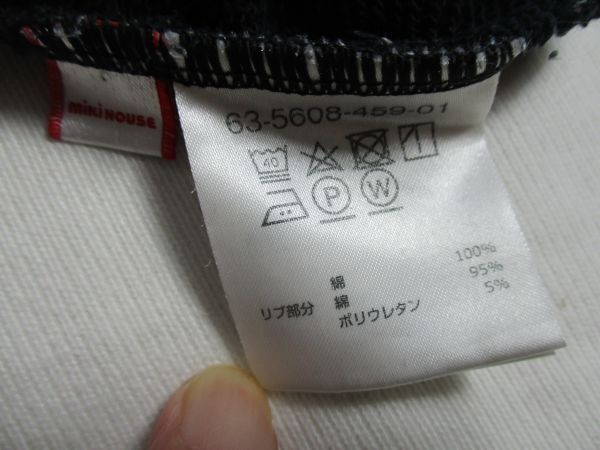 miki HOUSE
63-5608-459-01
40
P W
綿 100%
リブ部分 綿 95%
ポリウレタン 5%